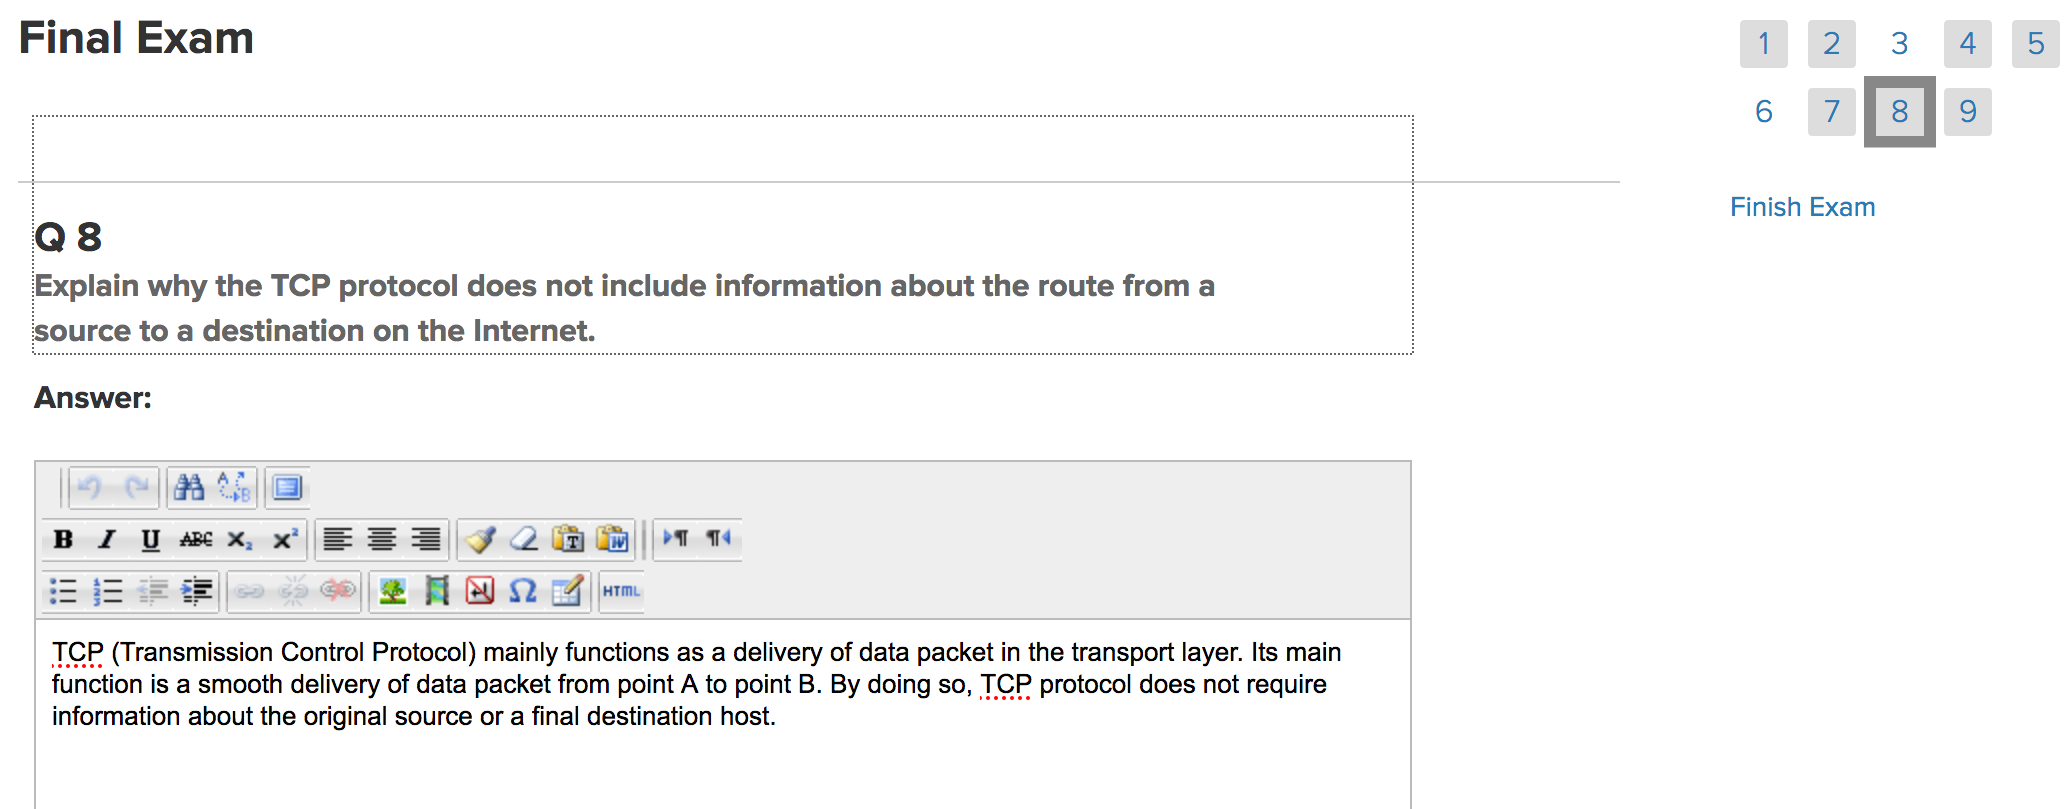 Final Exam
1 2 3 4 5
6 7 8 9
Finish Exam
Q 8
Explain why the TCP protocol does not include information about the route from a
source to a destination on the Internet.
Answer:
B I U ABC X₂ X²
HTML
TCP (Transmission Control Protocol) mainly functions as a delivery of data packet in the transport layer. Its main
function is a smooth delivery of data packet from point A to point B. By doing so, TCP protocol does not require
information about the original source or a final destination host.